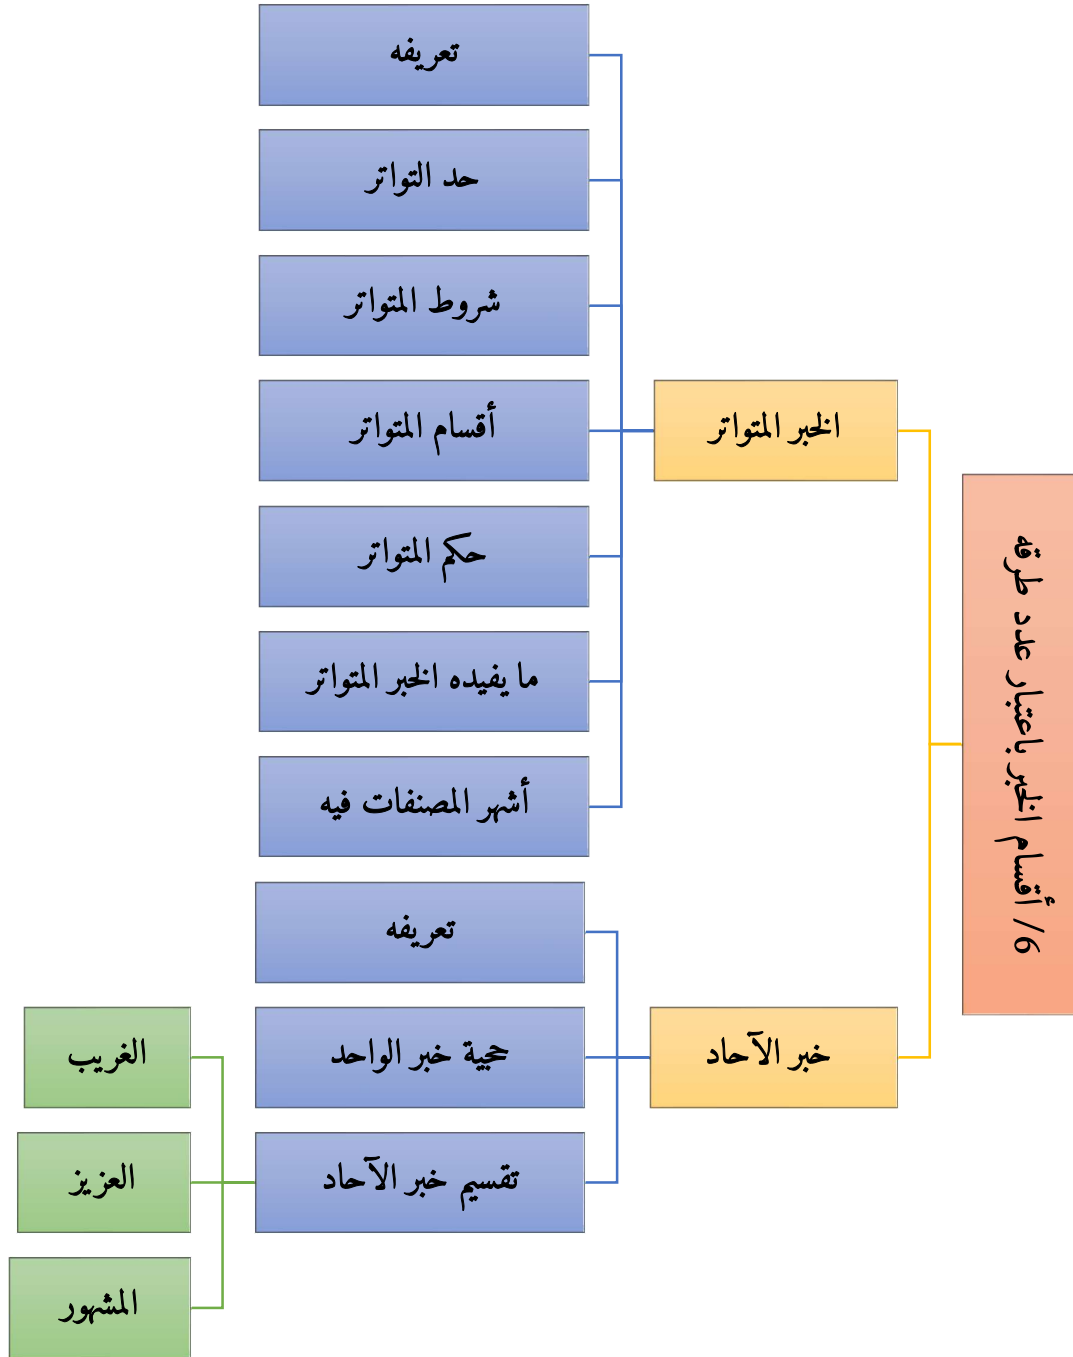 6/ أقسام الخبر باعتبار عدد طرقه
الخبر المتواتر
تعريفه
حد التواتر
شروط المتواتر
أقسام المتواتر
حكم المتواتر
ما يفيده الخبر المتواتر
أشهر المصنفات فيه
خبر الآحاد
تعريفه
حجية خبر الواحد
تقسيم خبر الآحاد
الغريب
العزيز
المشهور